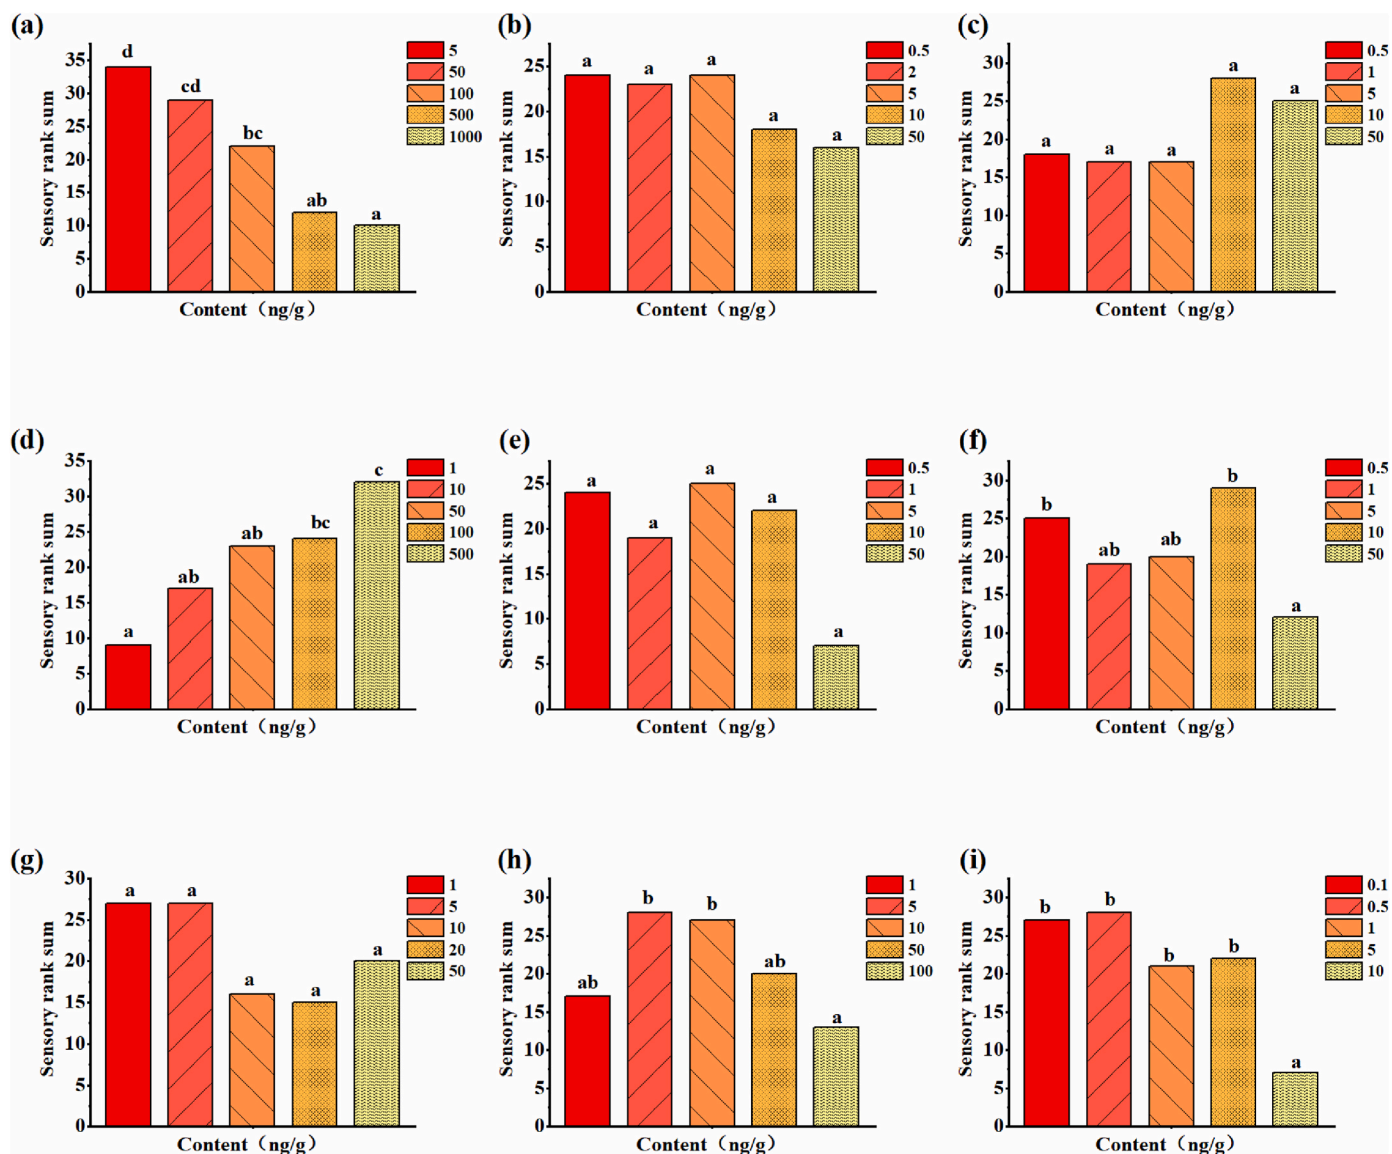 (a)
Sensory rank sum
35
30
25
20
15
10
5
0
d
cd
bc
ab
a
5
50
100
500
1000
Content（ng/g）
(b)
Sensory rank sum
25
20
15
10
5
0
a
a
a
a
a
0.5
2
5
10
50
Content（ng/g）
(c)
Sensory rank sum
30
25
20
15
10
5
0
a
a
a
a
a
0.5
1
5
10
50
Content（ng/g）
(d)
Sensory rank sum
35
30
25
20
15
10
5
0
a
ab
ab
bc
c
1
10
50
100
500
Content（ng/g）
(e)
Sensory rank sum
25
20
15
10
5
0
a
a
a
a
a
0.5
1
5
10
50
Content（ng/g）
(f)
Sensory rank sum
30
25
20
15
10
5
0
b
ab
ab
b
a
0.5
1
5
10
50
Content（ng/g）
(g)
Sensory rank sum
30
25
20
15
10
5
0
a
a
a
a
a
1
5
10
20
50
Content（ng/g）
(h)
Sensory rank sum
30
25
20
15
10
5
0
ab
b
b
ab
a
1
5
10
50
100
Content（ng/g）
(i)
Sensory rank sum
30
25
20
15
10
5
0
b
b
b
b
a
0.1
0.5
1
5
10
Content（ng/g）